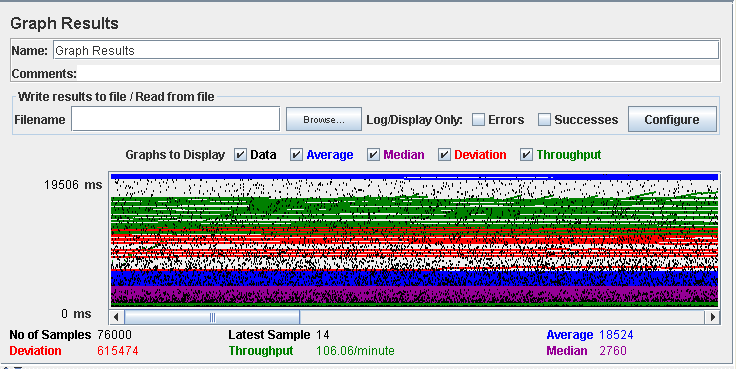 Graph Results
Name: Graph Results
Comments:
Write results to file / Read from file
Filename Browse... Log/Display Only: Errors Successes Configure
Graphs to Display Data Average Median Deviation Throughput
19506 ms
0 ms
No of Samples 76000 Latest Sample 14 Average 18524
Deviation 615474 Throughput 106.06/minute Median 2760